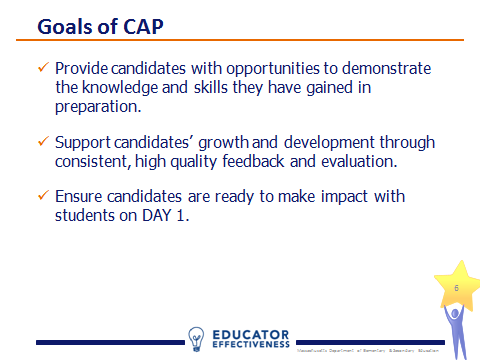 Goals of CAP
Provide candidates with opportunities to demonstrate
the knowledge and skills they have gained in
preparation.
Support candidates’ growth and development through
consistent, high quality feedback and evaluation.
Ensure candidates are ready to make impact with
students on DAY 1.
6
EDUCATOR
EFFECTIVENESS
Massachusetts Department of Elementary & Secondary Education